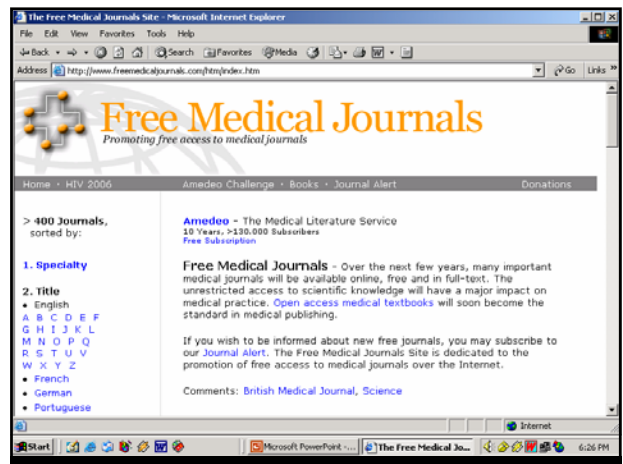 The Free Medical Journals Site - Microsoft Internet Explorer
File Edit View Favorites Tools Help
Back Search Favorites Media
Address http://www.freemedicaljournals.com/htm/index.htm Go Links »
Free Medical Journals
Promoting free access to medical journals
Home · HIV 2006 Amedeo Challenge · Books · Journal Alert Donations
> 400 Journals,
sorted by:
1. Specialty
2. Title
• English
A B C D E F
G H I J K L
M N O P Q
R S T U V
W X Y Z
• French
• German
• Portuguese
Amedeo – The Medical Literature Service
10 Years, >130.000 Subscribers
Free Subscription
Free Medical Journals – Over the next few years, many important
medical journals will be available online, free and in full-text. The
unrestricted access to scientific knowledge will have a major impact on
medical practice. Open access medical textbooks will soon become the
standard in medical publishing.
If you wish to be informed about new free journals, you may subscribe to
our Journal Alert. The Free Medical Journals Site is dedicated to the
promotion of free access to medical journals over the Internet.
Comments: British Medical Journal, Science
Internet
Start Microsoft PowerPoint -... The Free Medical Jo... 6:26 PM